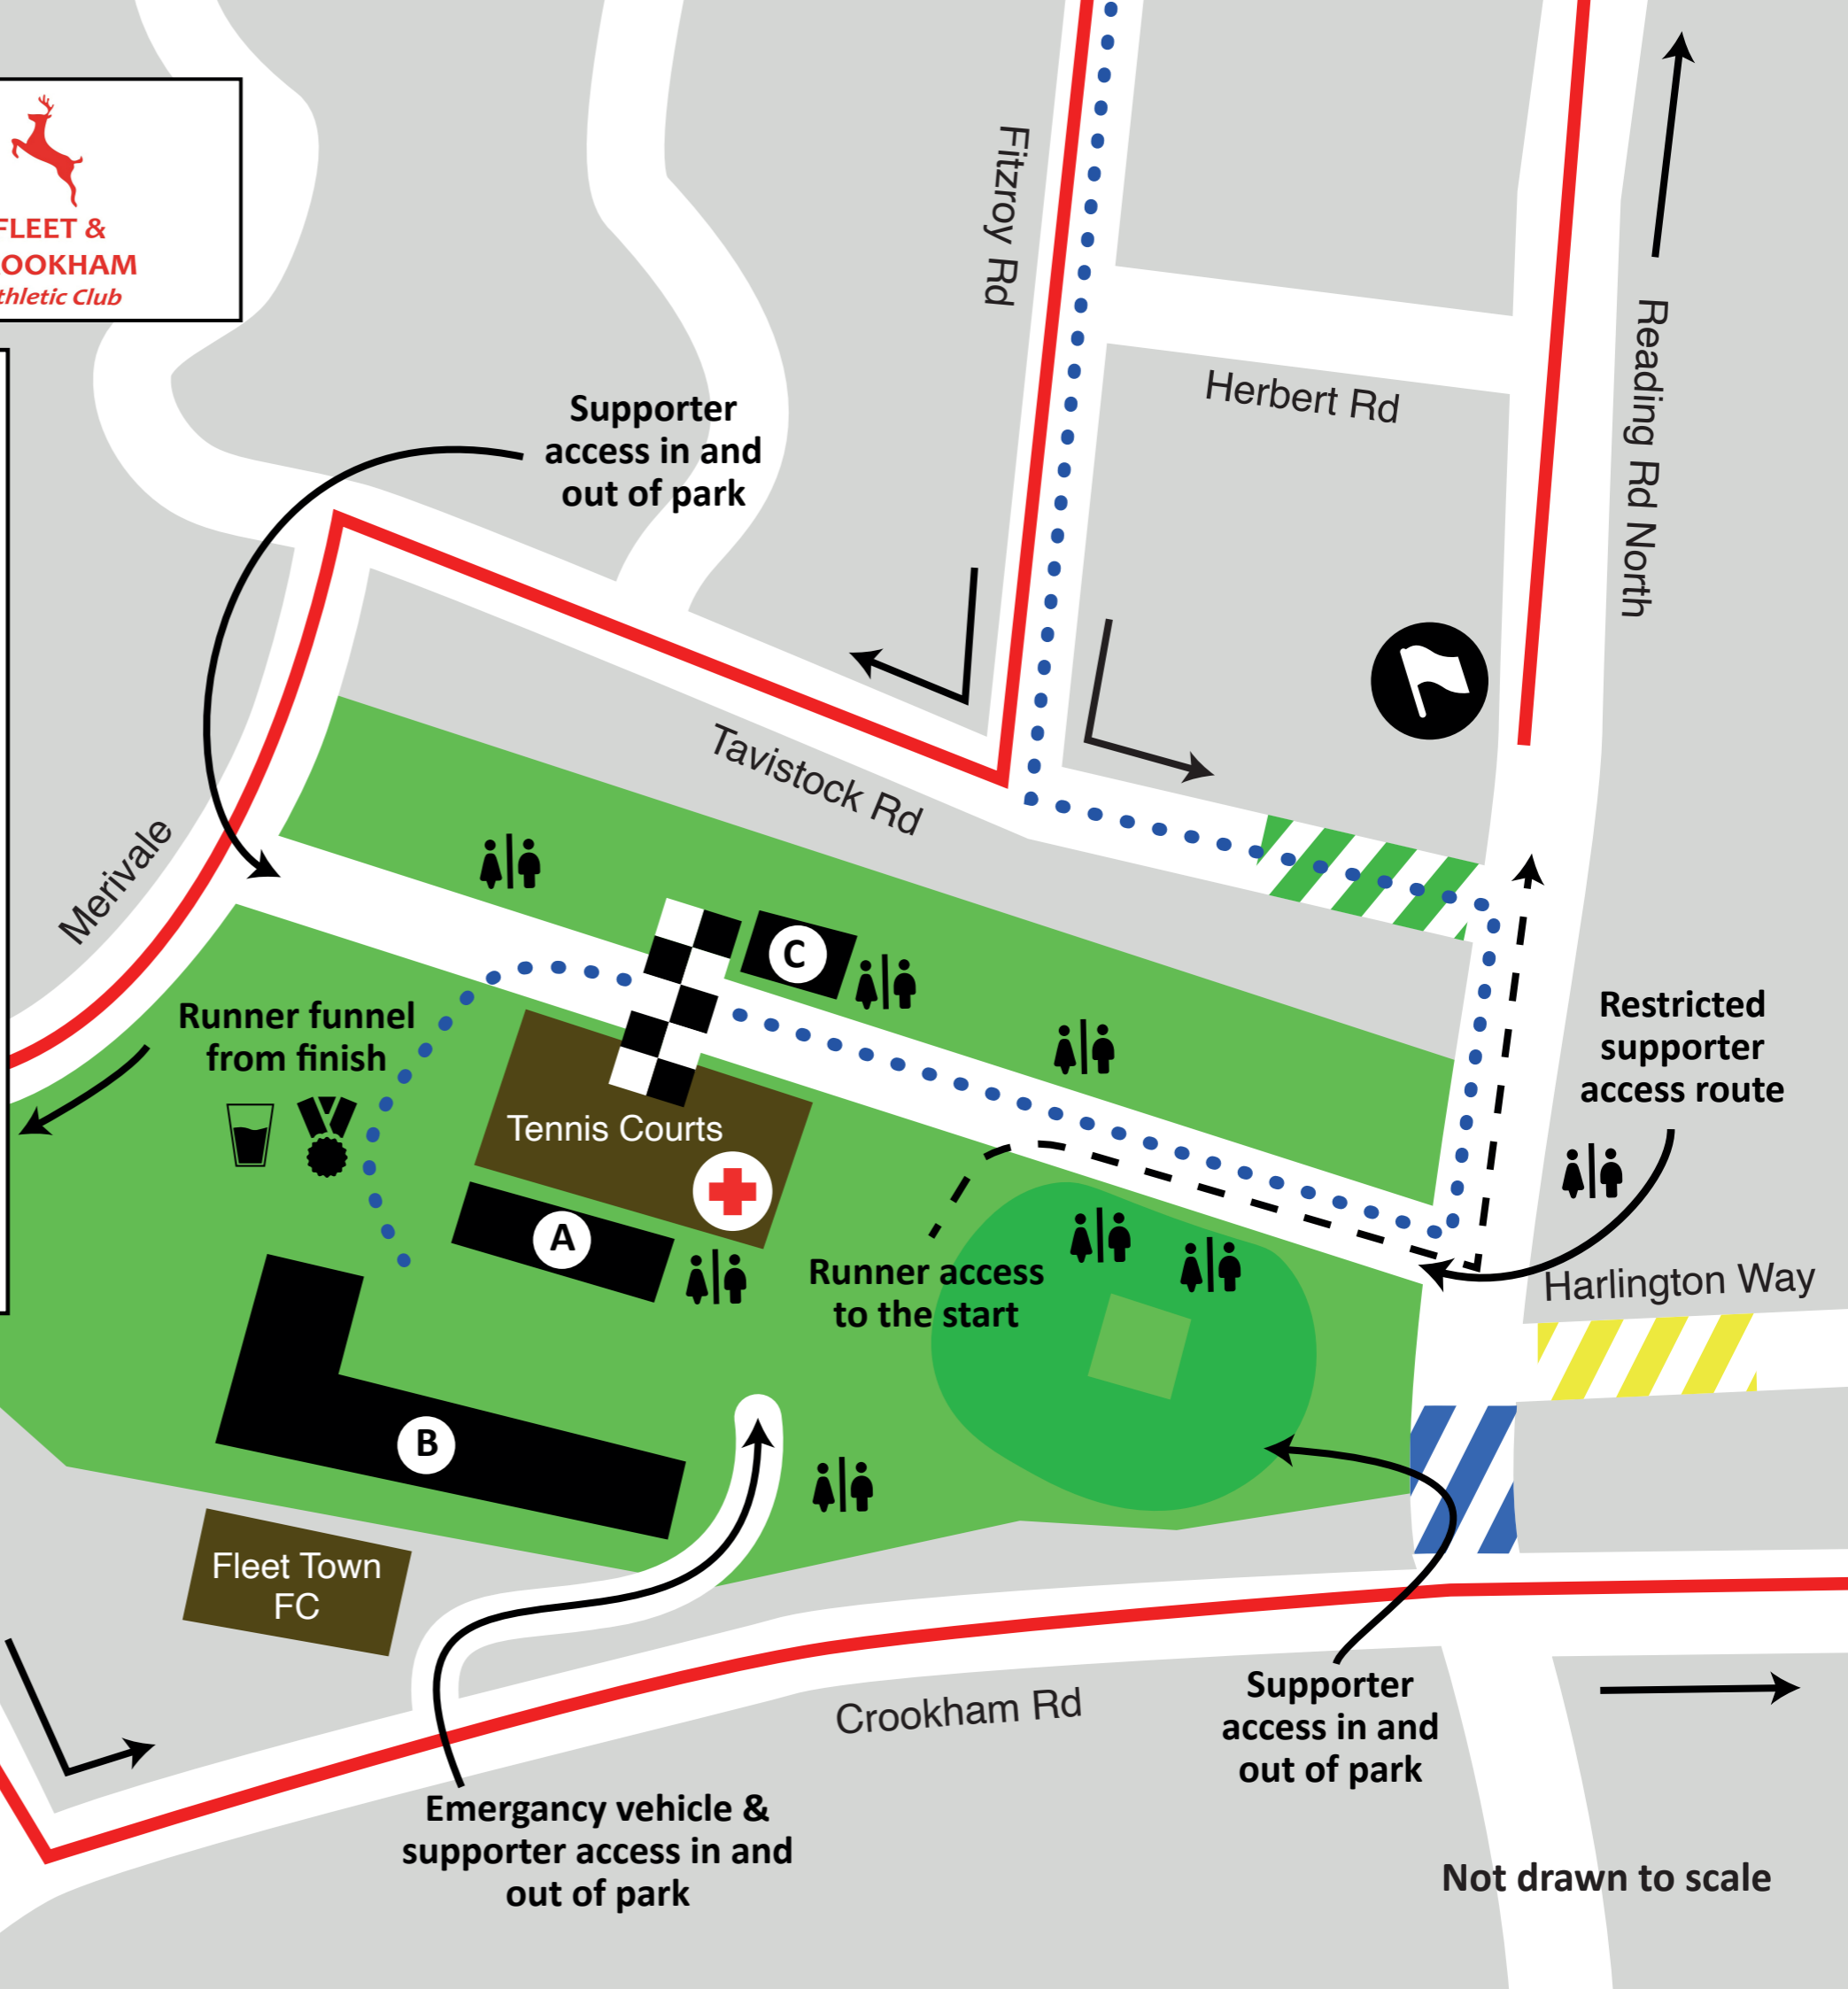 FLEET &
OOKHAM
thletic Club
Fitzroy Rd
Herbert Rd
Reading Rd North
Supporter
access in and
out of park
Tavistock Rd
Merivale
C
Runner funnel
from finish
Restricted
supporter
access route
Tennis Courts
A
Runner access
to the start
Harlington Way
B
Fleet Town
FC
Crookham Rd
Supporter
access in and
out of park
Emergancy vehicle &
supporter access in and
out of park
Not drawn to scale